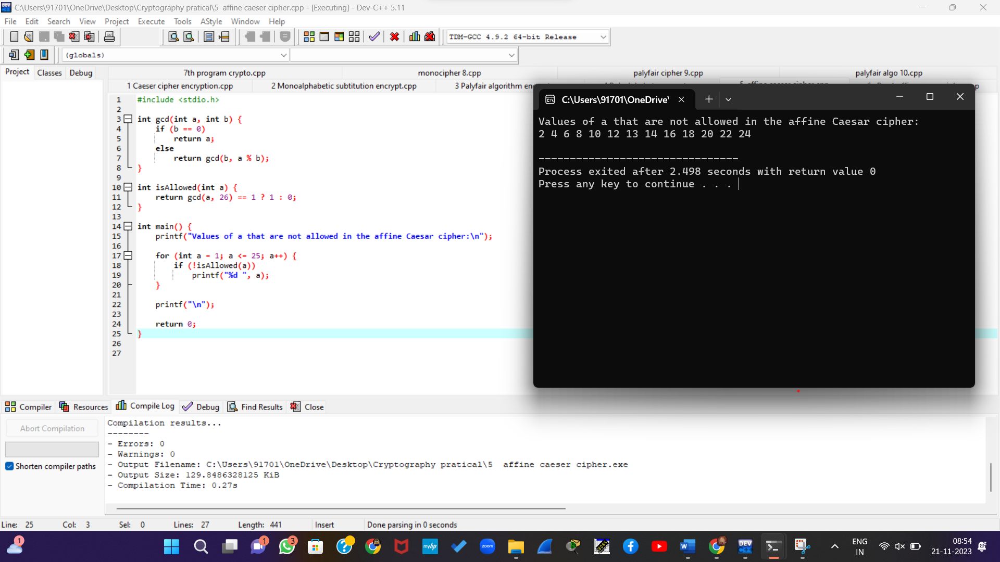 C:\Users\91701\OneDrive\Desktop\Cryptography pratical\5  affine caeser cipher.cpp - [Executing] - Dev-C++ 5.11
File Edit Search View Project Execute Tools AStyle Window Help
TDM-GCC 4.9.2 64-bit Release
(globals)
Project Classes Debug
7th program crypto.cpp monocipher 8.cpp palyfair cipher 9.cpp palyfair algo 10.cpp
1 Caeser cipher encryption.cpp 2 Monoalphabetic subtitution encrypt.cpp 3 Palyfair algorithm
1 #include <stdio.h>
2
3 int gcd(int a, int b) {
4 if (b == 0)
5 return a;
6 else
7 return gcd(b, a % b);
8 }
9
10 int isAllowed(int a) {
11 return gcd(a, 26) == 1 ? 1 : 0;
12 }
13
14 int main() {
15 printf("Values of a that are not allowed in the affine Caesar cipher:\n");
16
17 for (int a = 1; a <= 25; a++) {
18 if (!isAllowed(a))
19 printf("%d ", a);
20 }
21
22 printf("\n");
23
24 return 0;
25 }
26
27
C:\Users\91701\OneDrive\
Values of a that are not allowed in the affine Caesar cipher:
2 4 6 8 10 12 13 14 16 18 20 22 24
--------------------------------
Process exited after 2.498 seconds with return value 0
Press any key to continue . . .
Compiler Resources Compile Log Debug Find Results Close
Abort Compilation
Shorten compiler paths
Compilation results...
--------
- Errors: 0
- Warnings: 0
- Output Filename: C:\Users\91701\OneDrive\Desktop\Cryptography pratical\5  affine caeser cipher.exe
- Output Size: 129.8486328125 KiB
- Compilation Time: 0.27s
Line: 25 Col: 3 Sel: 0 Lines: 27 Length: 441 Insert Done parsing in 0 seconds
1 1 3 myhp zoom DEV C++ ENG IN 08:54
21-11-2023